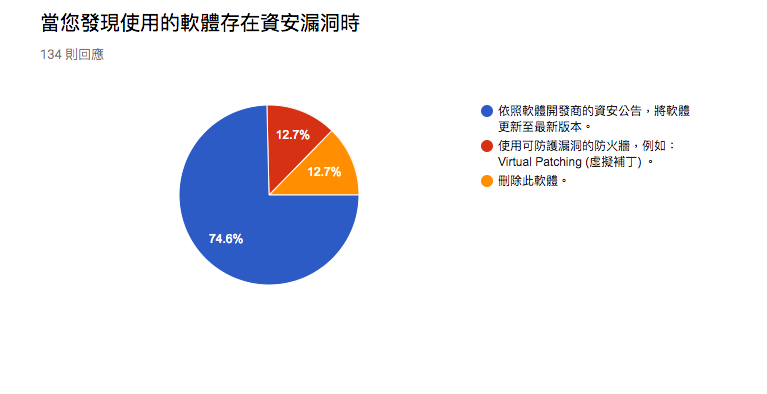 當您發現使用的軟體存在資安漏洞時
134 則回應
依照軟體開發商的資安公告，將軟體
更新至最新版本。
使用可防護漏洞的防火牆，例如：
Virtual Patching (虛擬補丁) 。
刪除此軟體。
12.7%
12.7%
74.6%